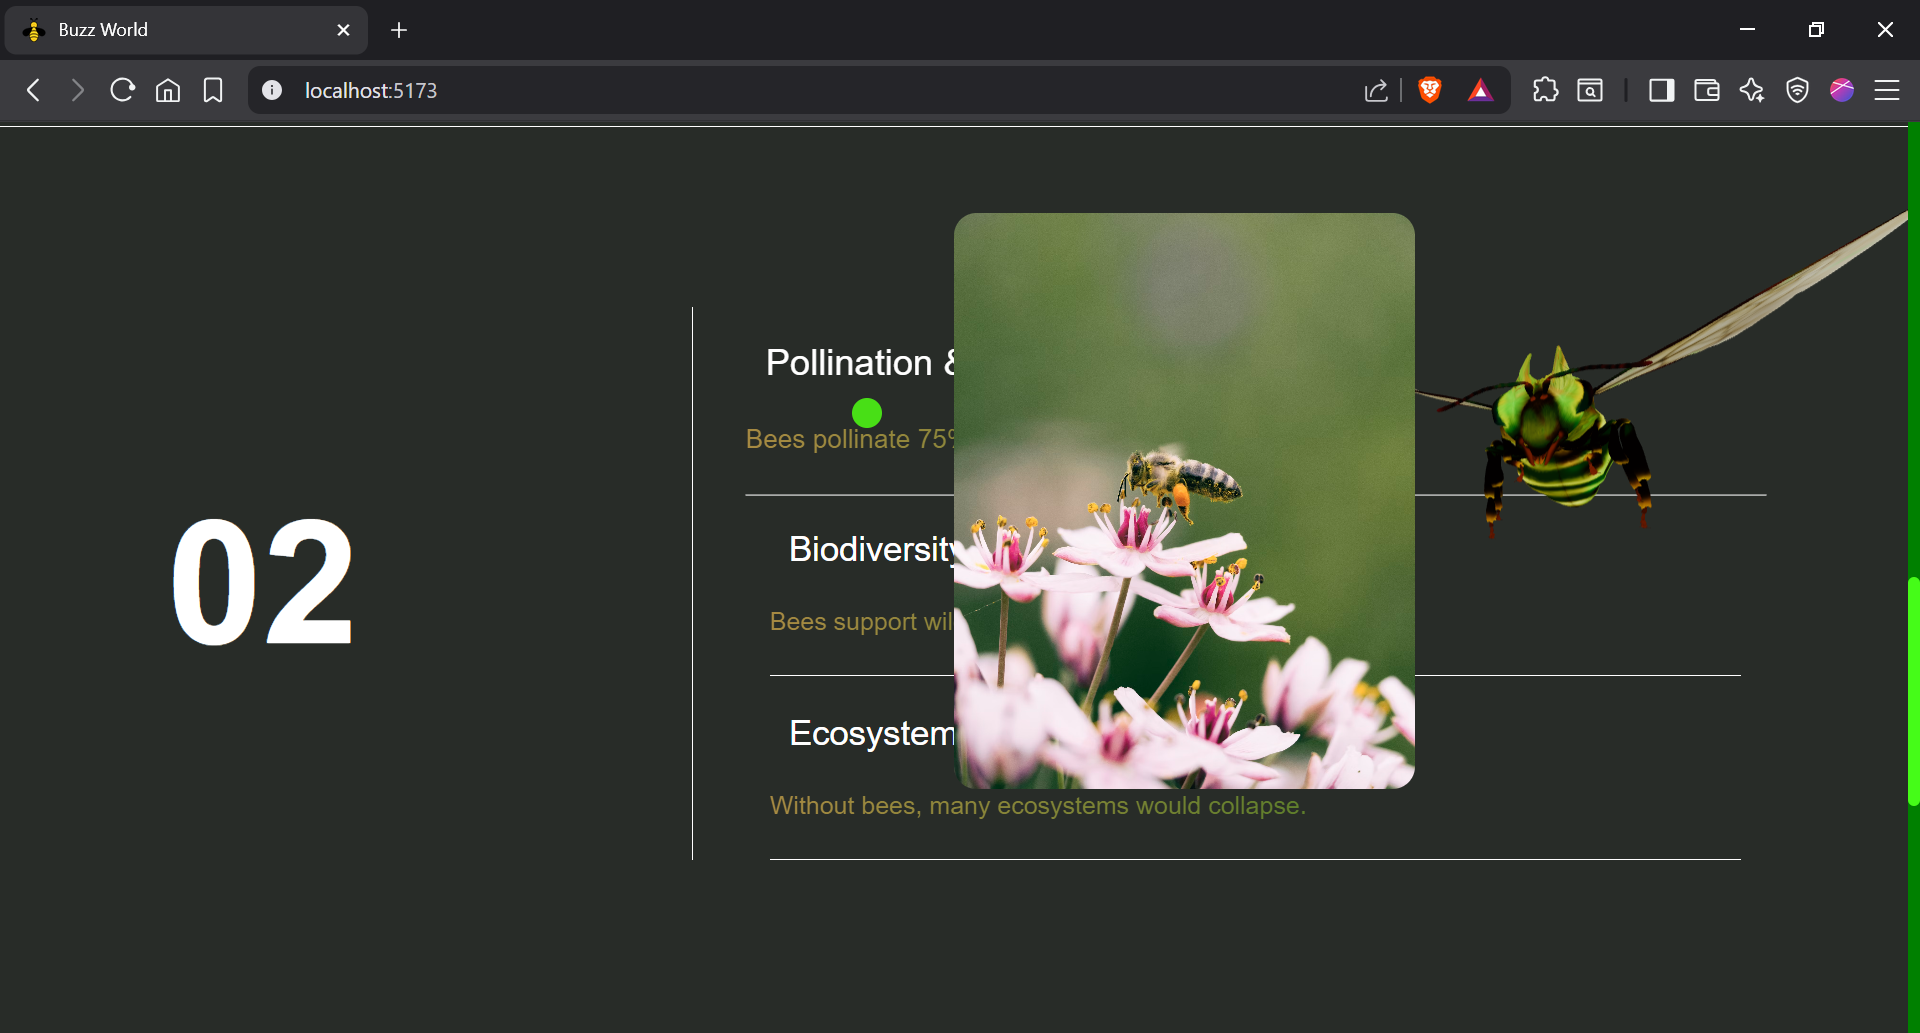 Buzz World
localhost:5173
Pollination &
Bees pollinate 75%
02
Biodiversity
Bees support wil
Ecosystem
Without bees, many ecosystems would collapse.